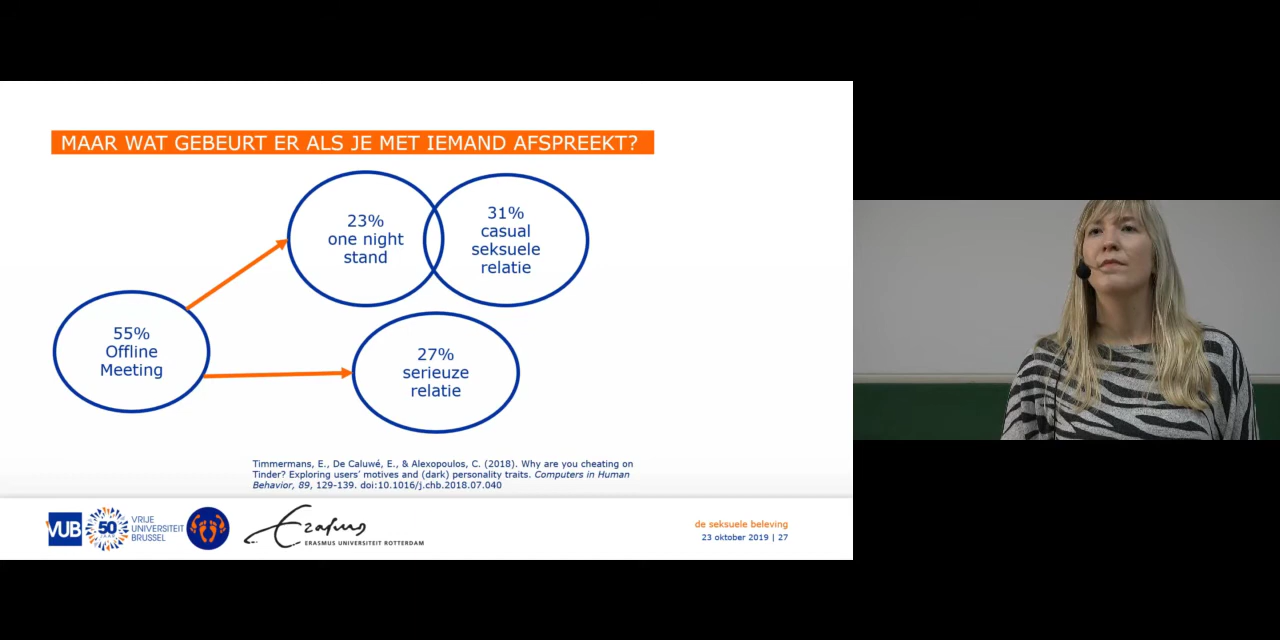 MAAR WAT GEBEURT ER ALS JE MET IEMAND AFSPREEKT?
23%
one night
stand
31%
casual
seksuele
relatie
55%
Offline
Meeting
27%
serieuze
relatie
Timmermans, E., De Caluwé, E., & Alexopoulos, C. (2018). Why are you cheating on
Tinder? Exploring users' motives and (dark) personality traits. Computers in Human
Behavior, 89, 129-139. doi:10.1016/j.chb.2018.07.040
VUB
50
JAAR
VRIJE
UNIVERSITEIT
BRUSSEL
Erasmus
ERASMUS UNIVERSITEIT ROTTERDAM
de seksuele beleving
23 oktober 2019 | 27